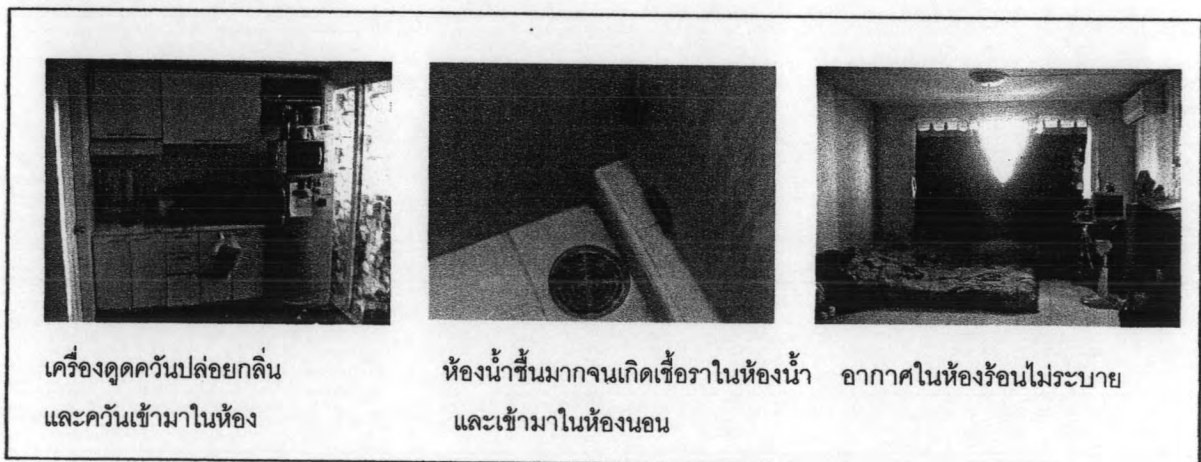 เครื่องดูดควันปล่อยกลิ่น
และควันเข้ามาในห้อง
ห้องน้ำชื้นมากจนเกิดเชื้อราในห้องน้ำ
และเข้ามาในห้องนอน
อากาศในห้องร้อนไม่ระบาย